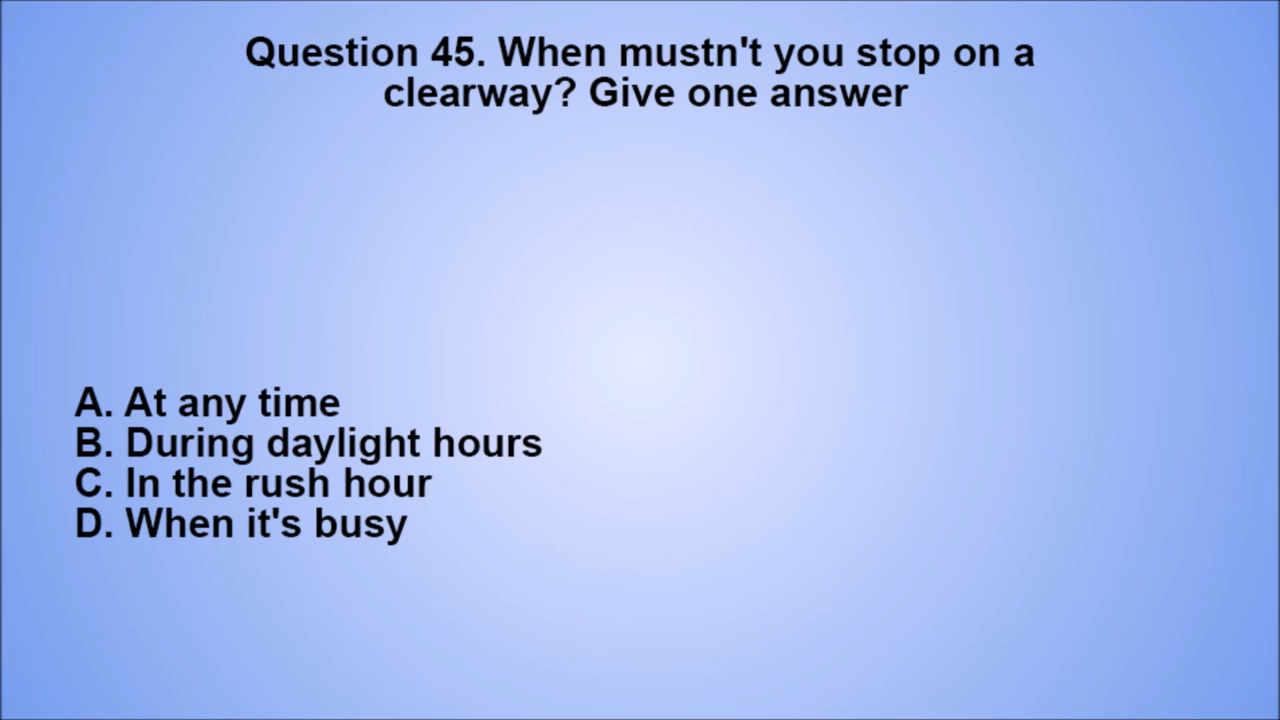 Question 45. When mustn't you stop on a
clearway? Give one answer
A. At any time
B. During daylight hours
C. In the rush hour
D. When it's busy